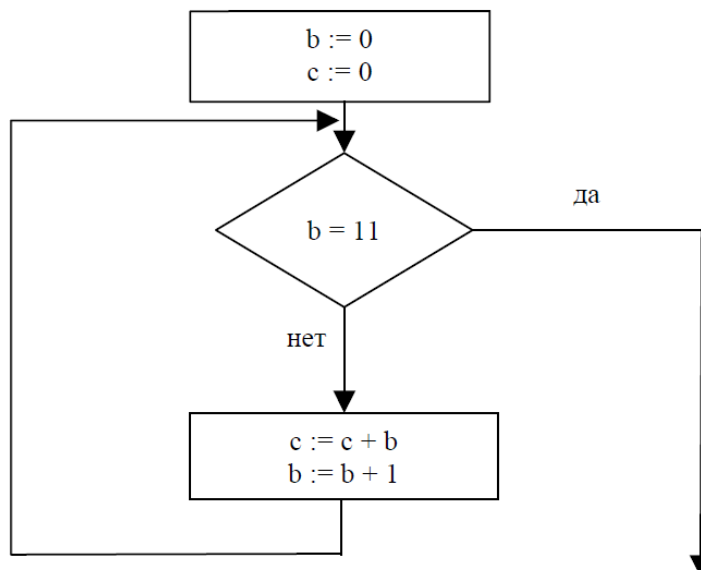 b := 0
c := 0
b = 11
да
нет
c := c + b
b := b + 1